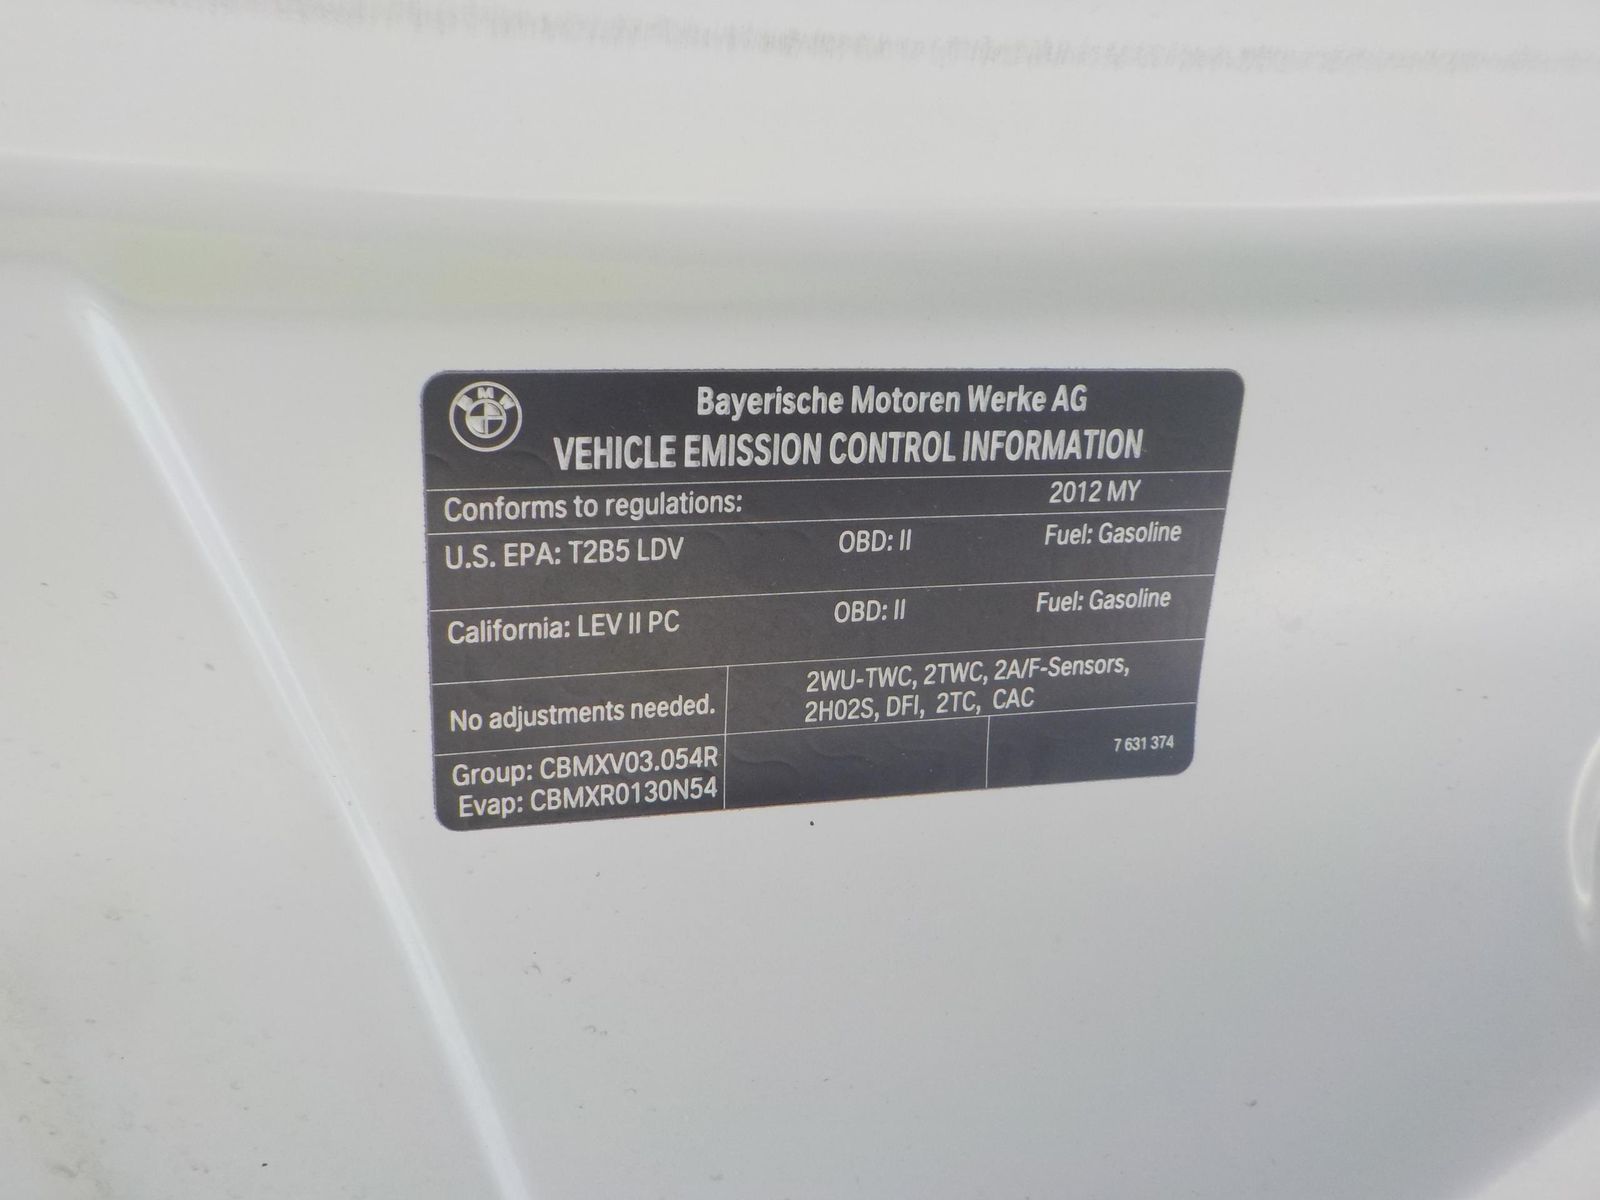 BMW
Bayerische Motoren Werke AG
VEHICLE EMISSION CONTROL INFORMATION
Conforms to regulations: 2012 MY
U.S. EPA: T2B5 LDV OBD: II Fuel: Gasoline
California: LEV II PC OBD: II Fuel: Gasoline
No adjustments needed.
2WU-TWC, 2TWC, 2A/F-Sensors,
2HO2S, DFI, 2TC, CAC
Group: CBMXV03.054R
Evap: CBMXR0130N54
7 631 374